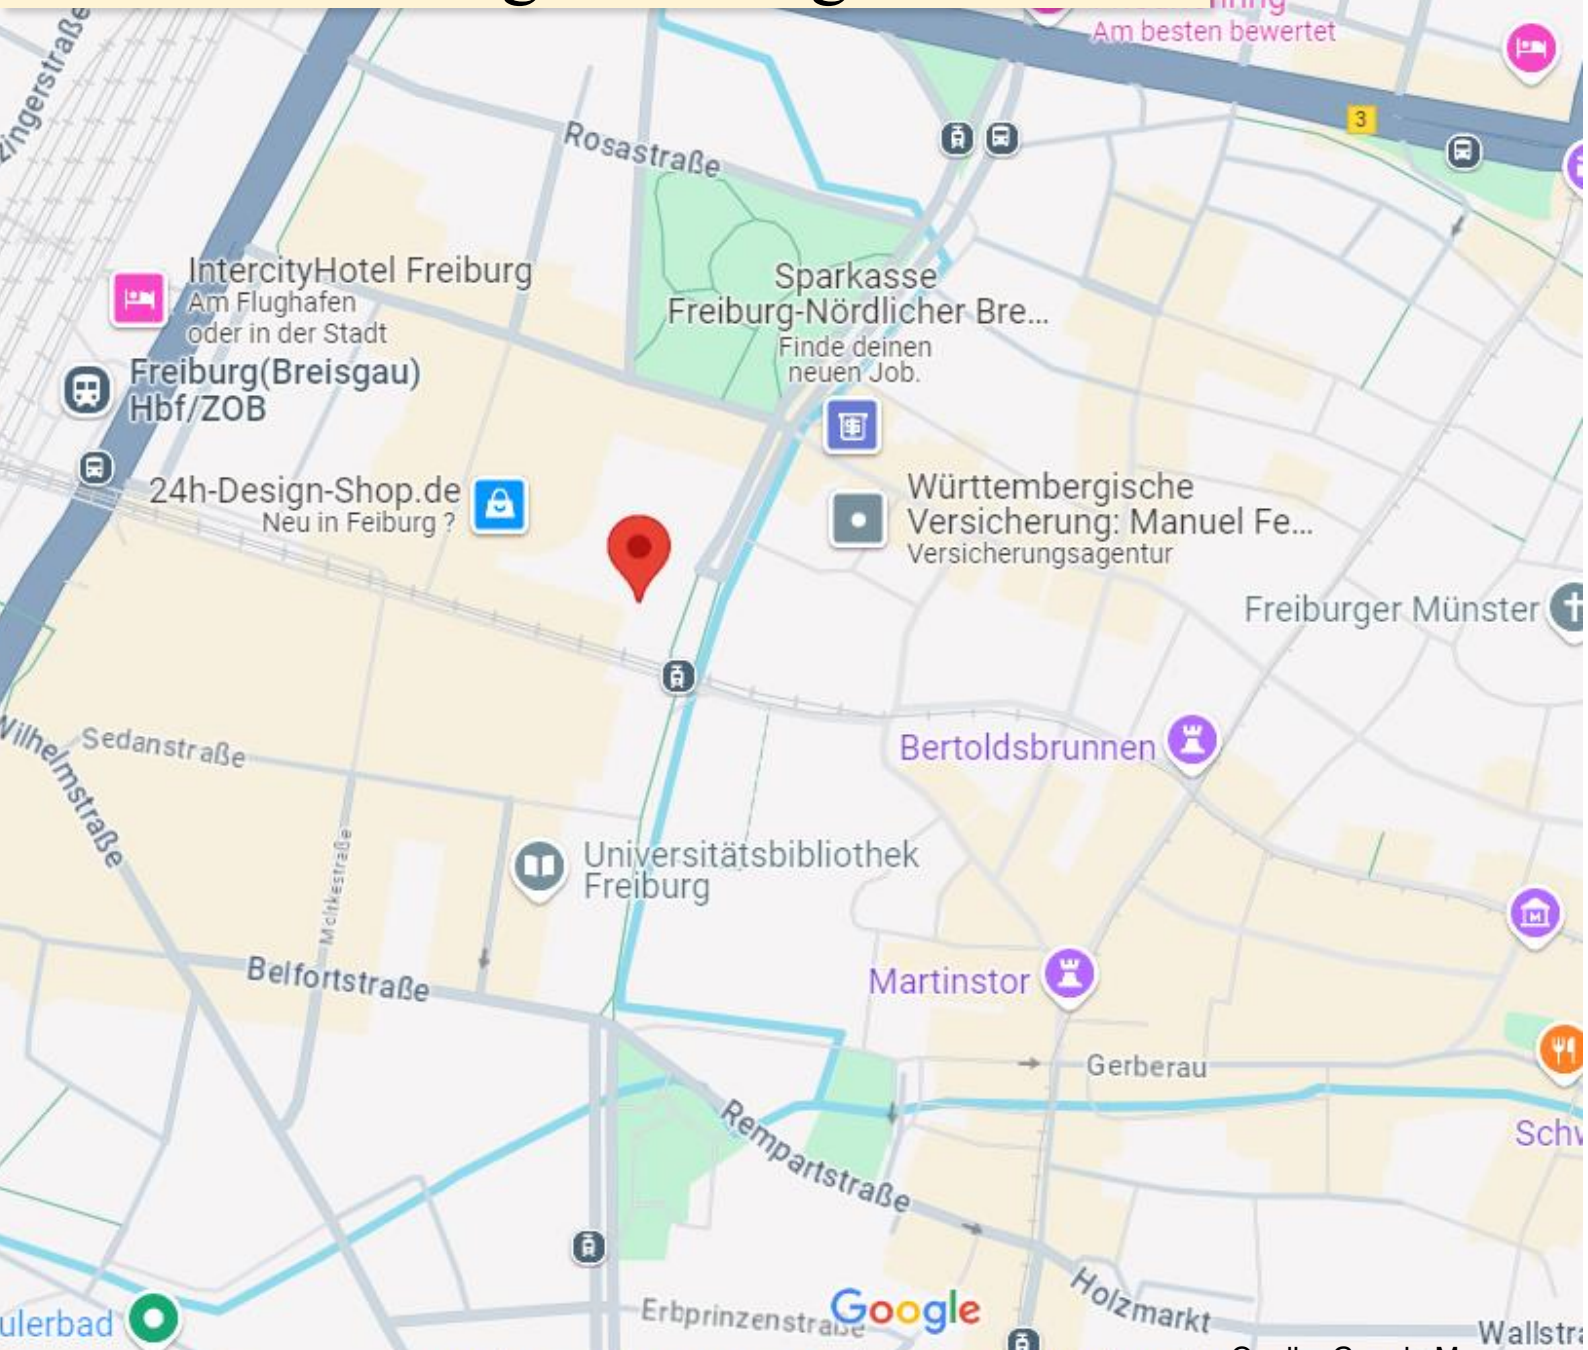 Am besten bewertet
3
Rosastraße
IntercityHotel Freiburg
Am Flughafen
oder in der Stadt
Freiburg(Breisgau)
Hbf/ZOB
Sparkasse
Freiburg-Nördlicher Bre...
Finde deinen
neuen Job.
24h-Design-Shop.de
Neu in Feiburg ?
Württembergische
Versicherung: Manuel Fe...
Versicherungsagentur
Freiburger Münster
Bertoldsbrunnen
Wilhelmstraße
Sedanstraße
Moltkestraße
Universitätsbibliothek
Freiburg
Belfortstraße
Martinstor
Gerberau
Rempartstraße
Holzmarkt
Erbprinzenstraße
Google
M